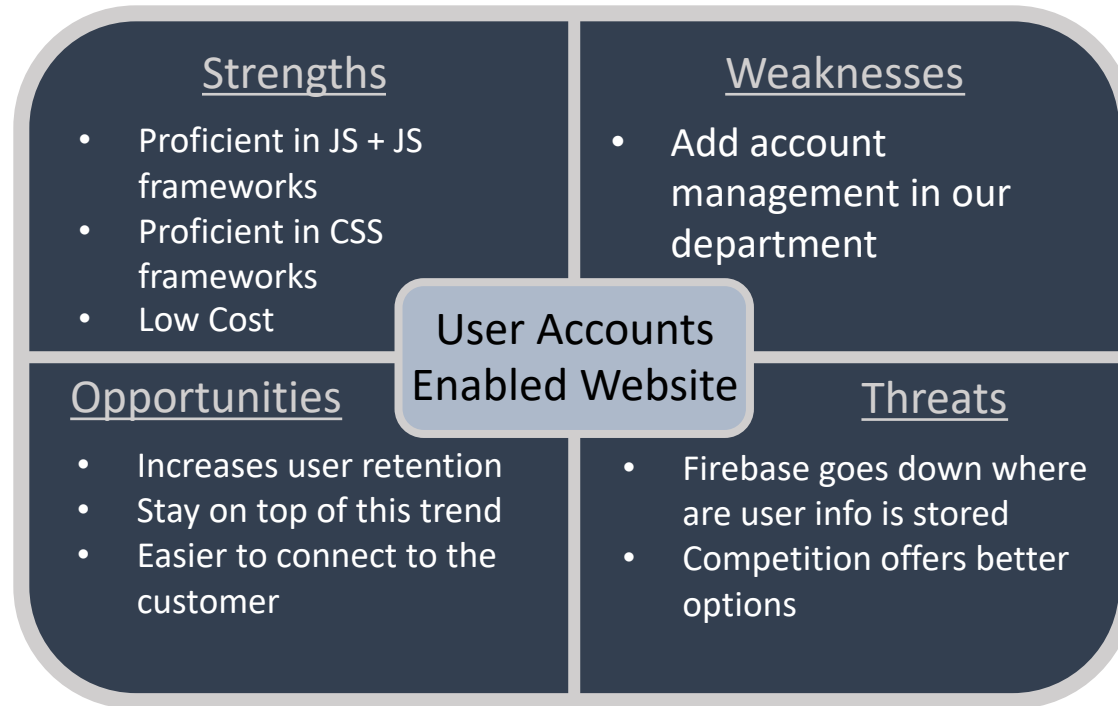 Strengths
• Proficient in JS + JS
frameworks
• Proficient in CSS
frameworks
• Low Cost
Weaknesses
• Add account
management in our
department
User Accounts
Enabled Website
Opportunities
• Increases user retention
• Stay on top of this trend
• Easier to connect to the
customer
Threats
• Firebase goes down where
are user info is stored
• Competition offers better
options